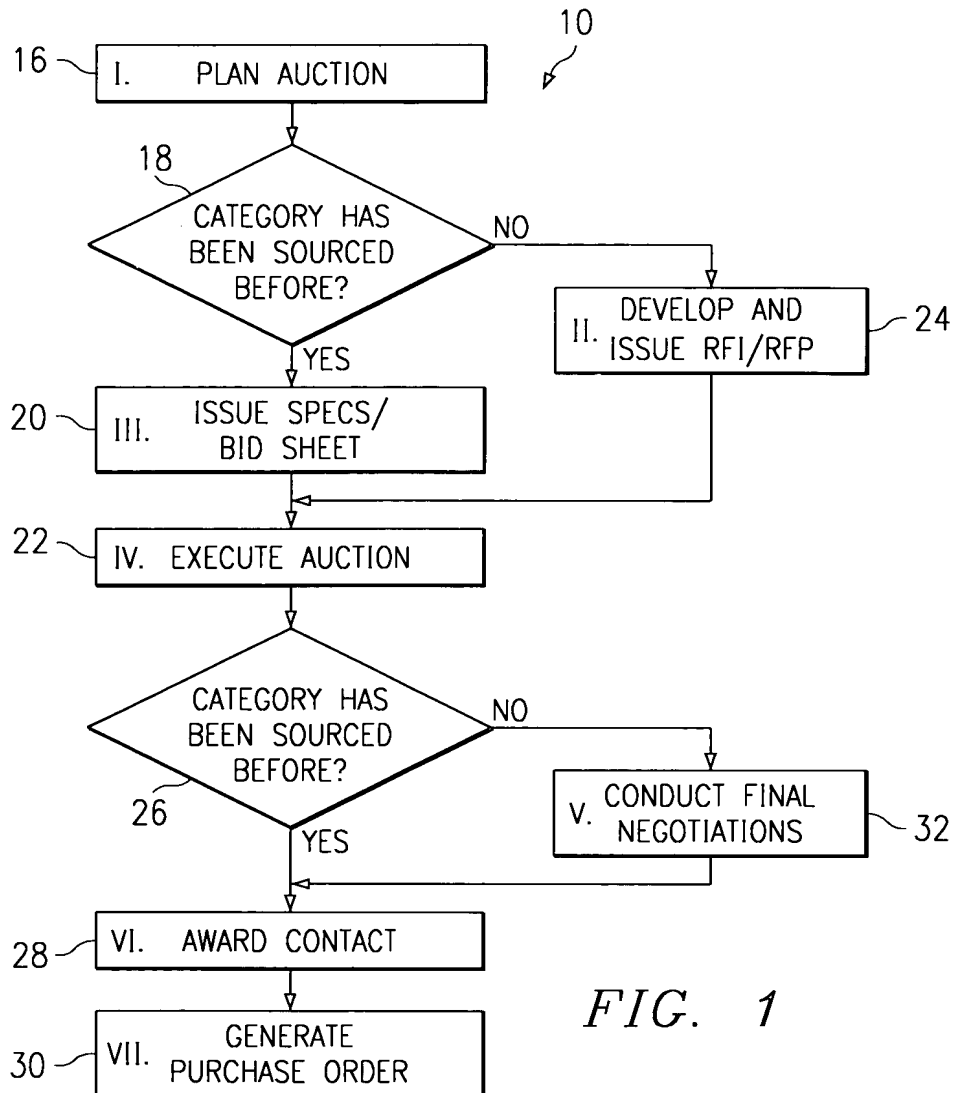 10
16
I. PLAN AUCTION
18
CATEGORY HAS
BEEN SOURCED
BEFORE?
NO
YES
II. DEVELOP AND
ISSUE RFI/RFP
24
20
III. ISSUE SPECS/
BID SHEET
22
IV. EXECUTE AUCTION
CATEGORY HAS
BEEN SOURCED
BEFORE?
26
NO
YES
V. CONDUCT FINAL
NEGOTIATIONS
32
28
VI. AWARD CONTACT
30
VII. GENERATE
PURCHASE ORDER
FIG. 1